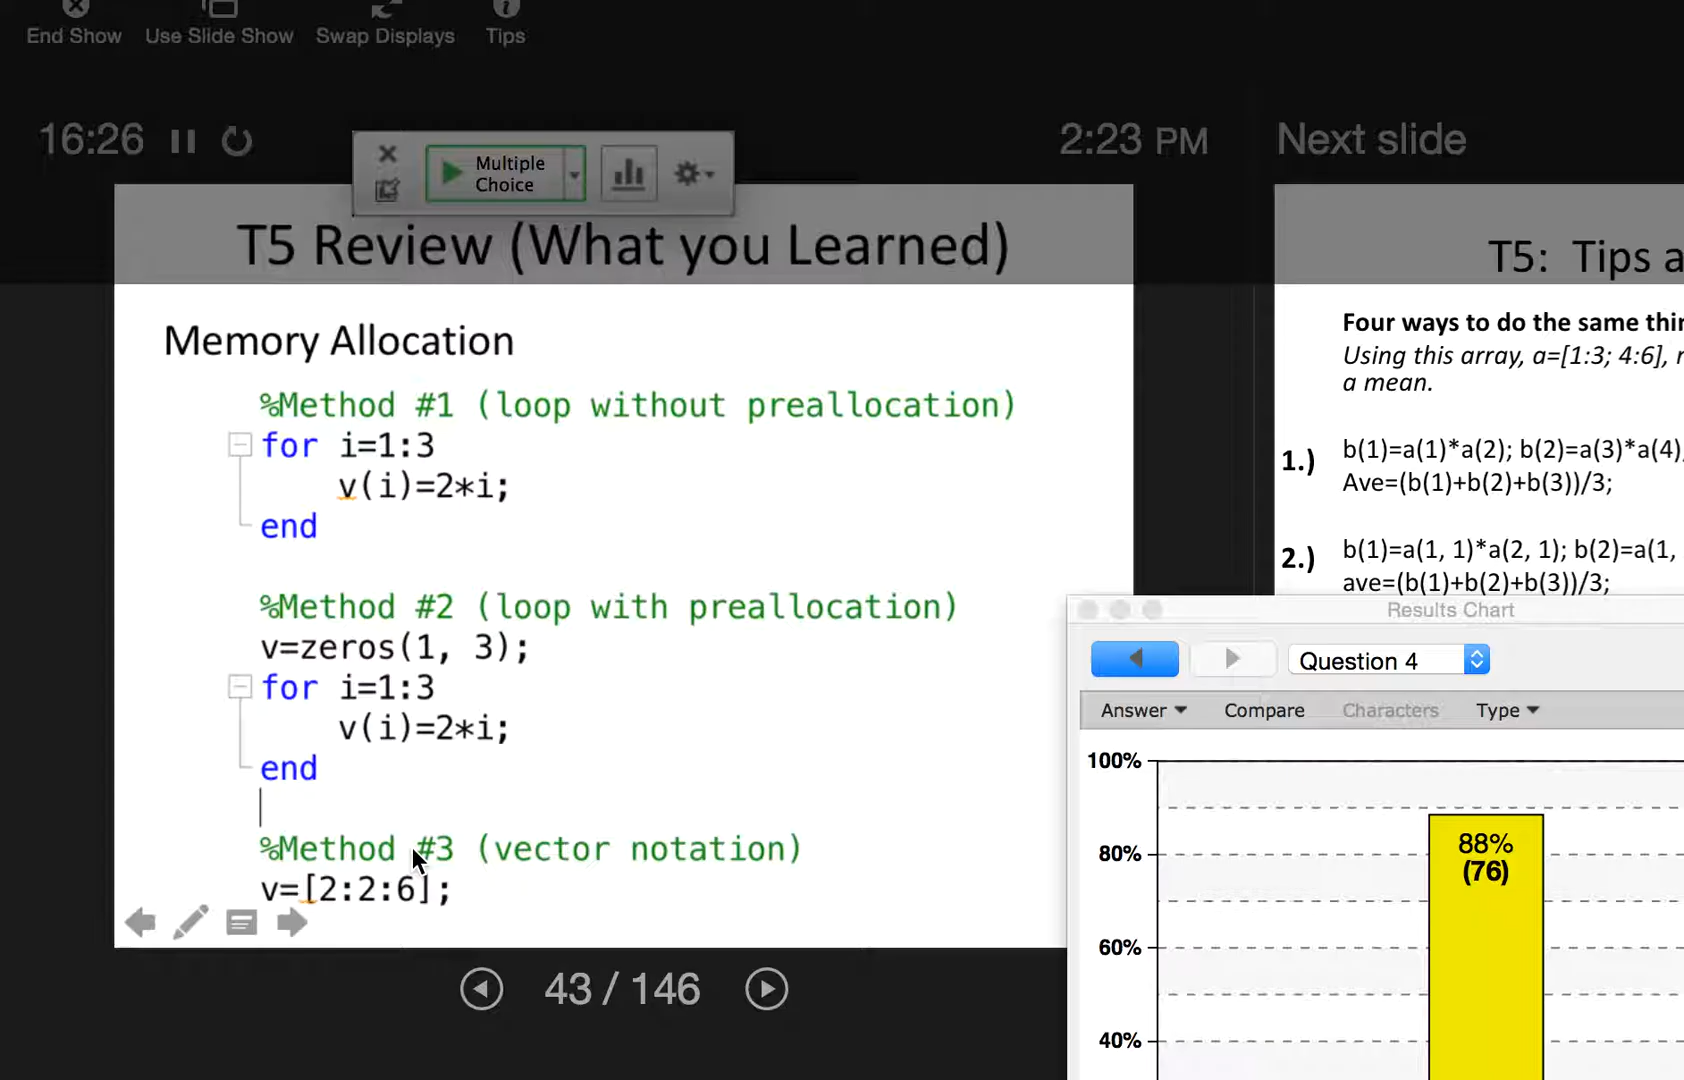 End Show
Use Slide Show
Swap Displays
Tips
16:26
2:23 PM
Next slide
Multiple
Choice
T5 Review (What you Learned)
Memory Allocation
%Method #1 (loop without preallocation)
for i=1:3
v(i)=2*i;
end
%Method #2 (loop with preallocation)
v=zeros(1, 3);
for i=1:3
v(i)=2*i;
end
%Method #3 (vector notation)
v=[2:2:6];
43 / 146
T5: Tips a
Four ways to do the same thin
Using this array, a=[1:3; 4:6], r
a mean.
1.)
b(1)=a(1)*a(2); b(2)=a(3)*a(4)
Ave=(b(1)+b(2)+b(3))/3;
2.)
b(1)=a(1, 1)*a(2, 1); b(2)=a(1,
ave=(b(1)+b(2)+b(3))/3;
Results Chart
Question 4
Answer
Compare
Characters
Type
100%
88%
(76)
80%
60%
40%